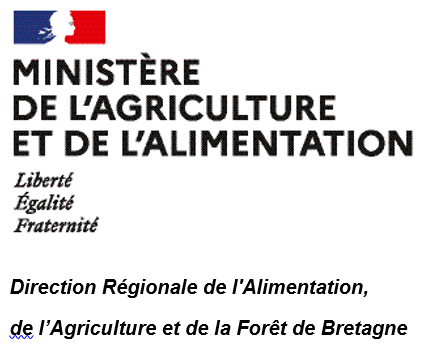 MINISTÈRE
DE L'AGRICULTURE
ET DE L'ALIMENTATION
Liberté
Égalité
Fraternité
Direction Régionale de l'Alimentation,
de l’Agriculture et de la Forêt de Bretagne